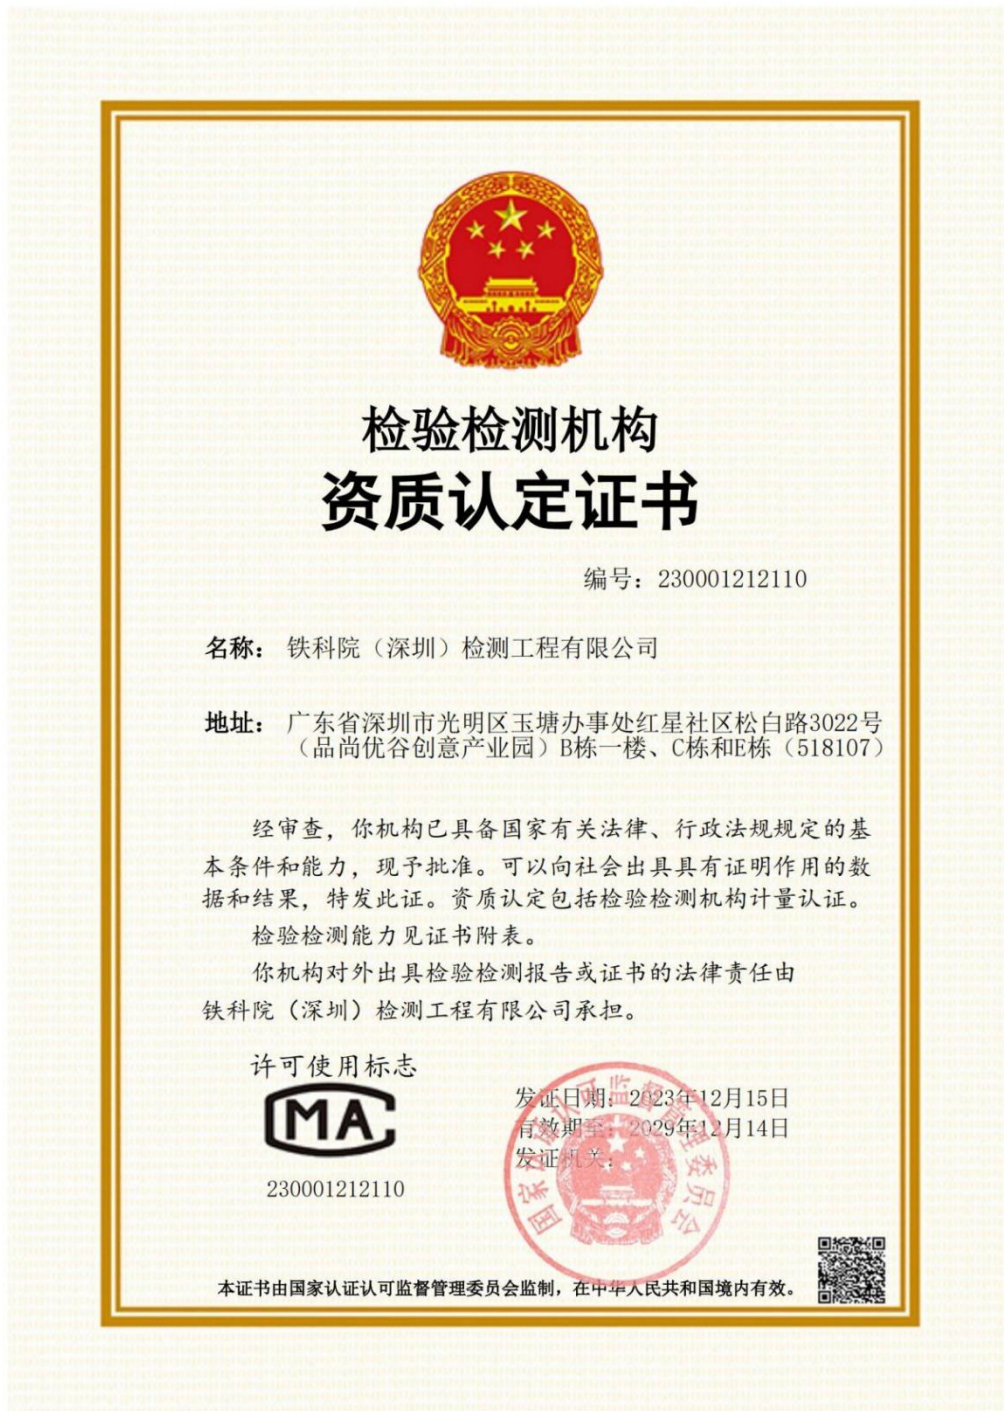 检验检测机构
资质认定证书
编号：230001212110
名称： 铁科院（深圳）检测工程有限公司
地址： 广东省深圳市光明区玉塘办事处红星社区松白路3022号
（品尚优谷创意产业园）B栋一楼、C栋和E栋（518107）
经审查，你机构已具备国家有关法律、行政法规规定的基
本条件和能力，现予批准。可以向社会出具具有证明作用的数
据和结果，特发此证。资质认定包括检验检测机构计量认证。
检验检测能力见证书附表。
你机构对外出具检验检测报告或证书的法律责任由
铁科院（深圳）检测工程有限公司承担。
许可使用标志
MA
230001212110
发证日期：2023年12月15日
有效期至：2029年12月14日
发证机关：
国家认证认可监督管理委员会
本证书由国家认证认可监督管理委员会监制，在中华人民共和国境内有效。